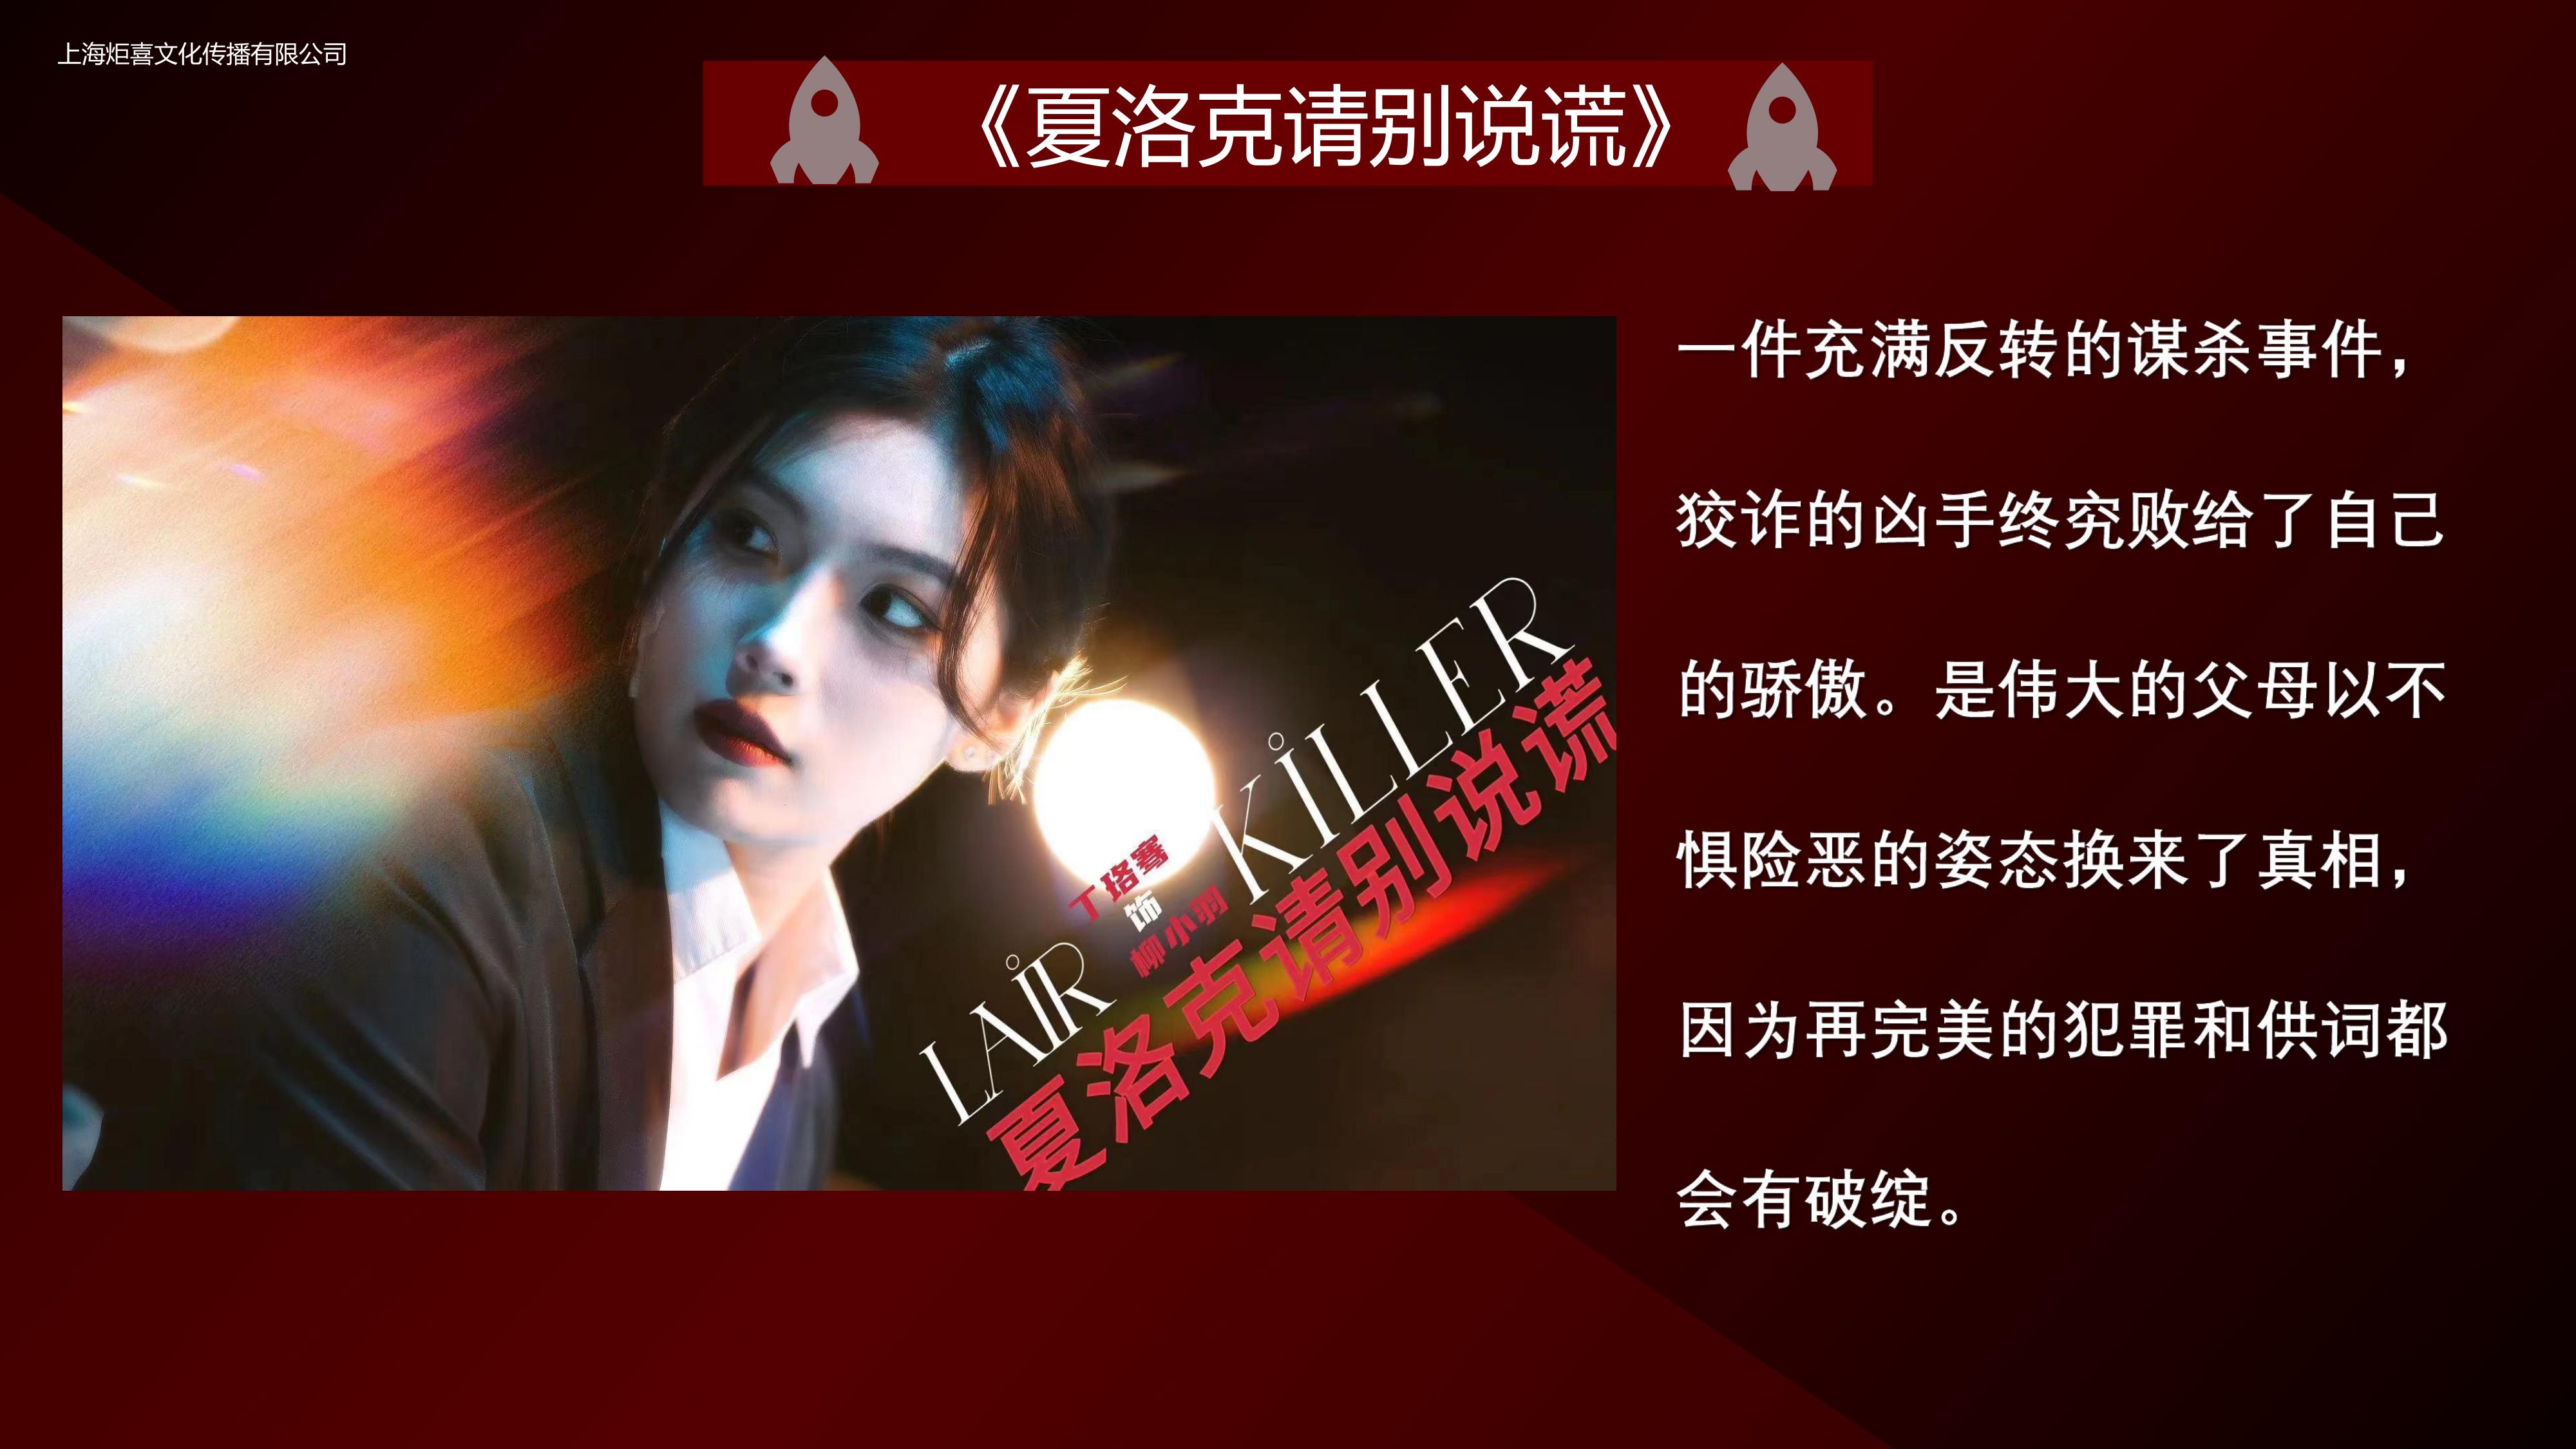 上海炬喜文化传播有限公司
《夏洛克请别说谎》
一件充满反转的谋杀事件，
狡诈的凶手终究败给了自己
的骄傲。是伟大的父母以不
惧险恶的姿态换来了真相，
因为再完美的犯罪和供词都
会有破绽。
LAIR KILLER
丁珞骞
饰
柳小羽
夏洛克请别说谎